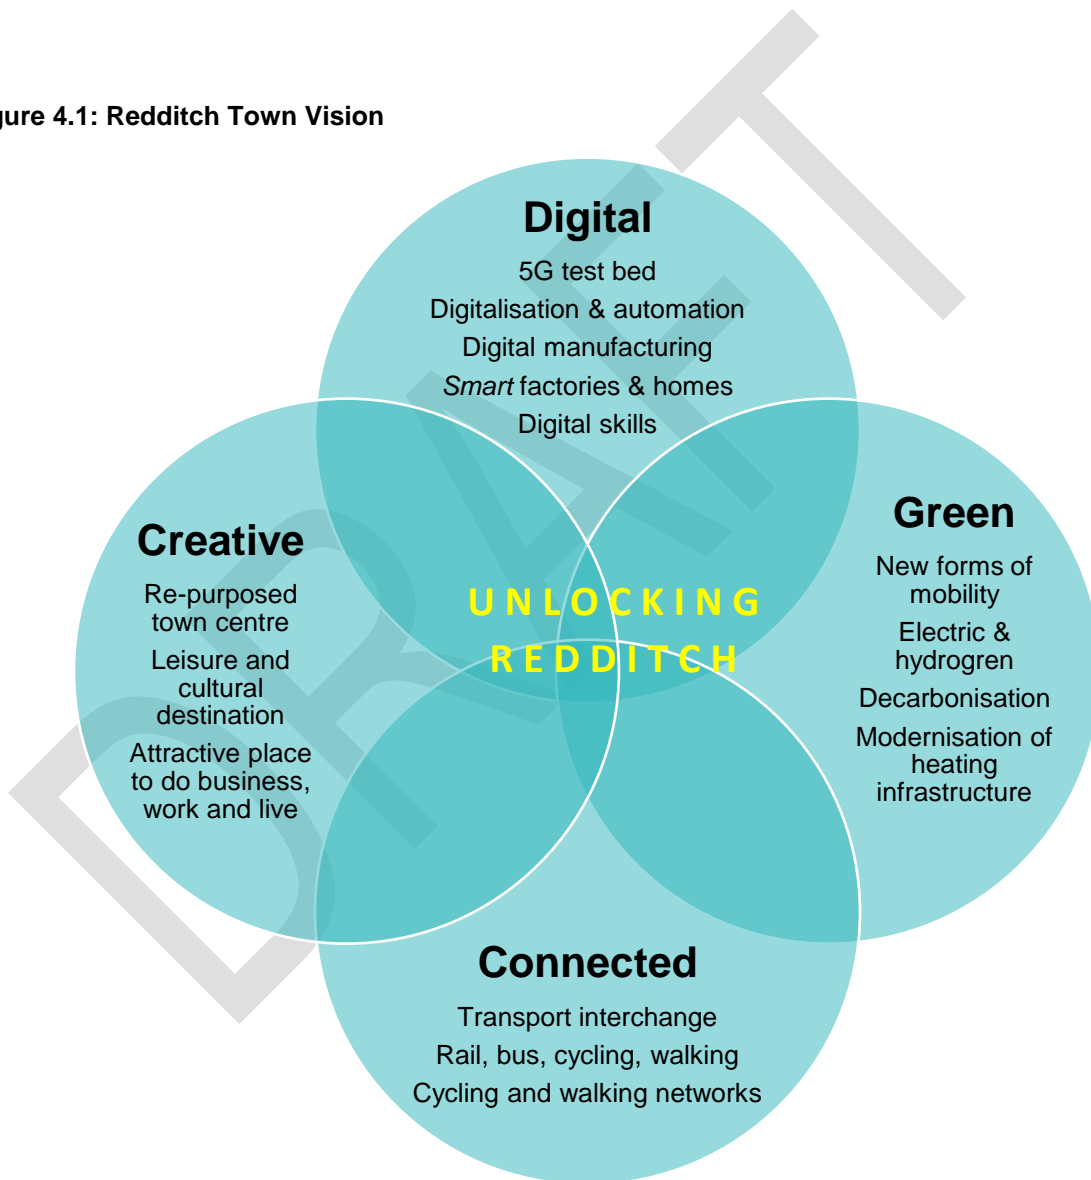 gure 4.1: Redditch Town Vision
Digital
5G test bed
Digitalisation & automation
Digital manufacturing
Smart factories & homes
Digital skills
Creative
Re-purposed
town centre
Leisure and
cultural
destination
Attractive place
to do business,
work and live
UNLOCKING
REDDITCH
Green
New forms of
mobility
Electric &
hydrogren
Decarbonisation
Modernisation of
heating
infrastructure
Connected
Transport interchange
Rail, bus, cycling, walking
Cycling and walking networks
DRAFT